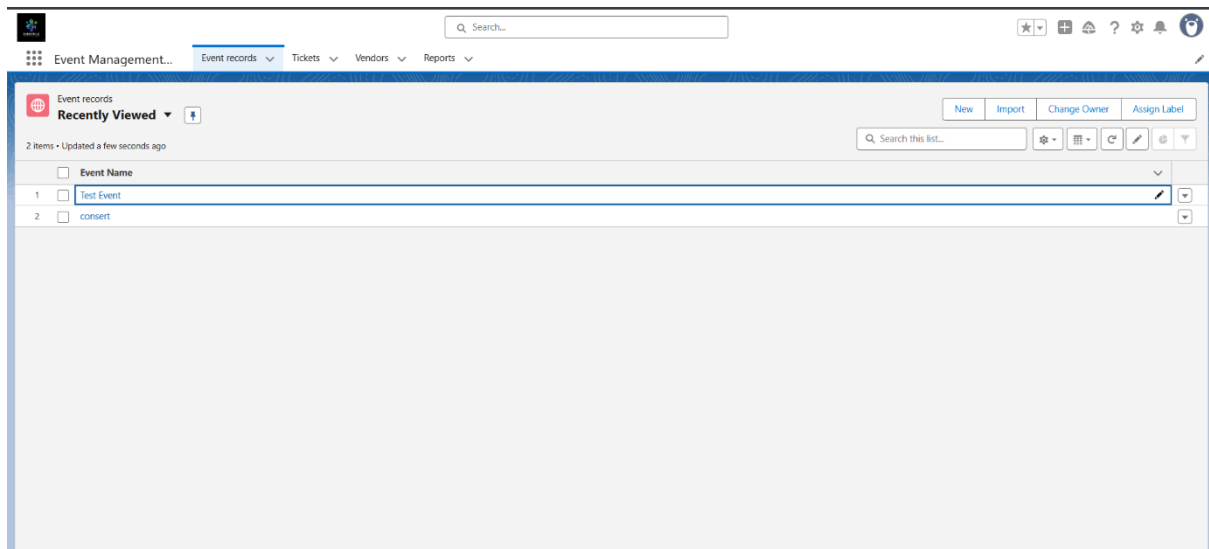 Search...
Event Management...
Event records
Tickets
Vendors
Reports
Event records
Recently Viewed
New
Import
Change Owner
Assign Label
2 items • Updated a few seconds ago
Search this list...
Event Name
1 Test Event
2 consert